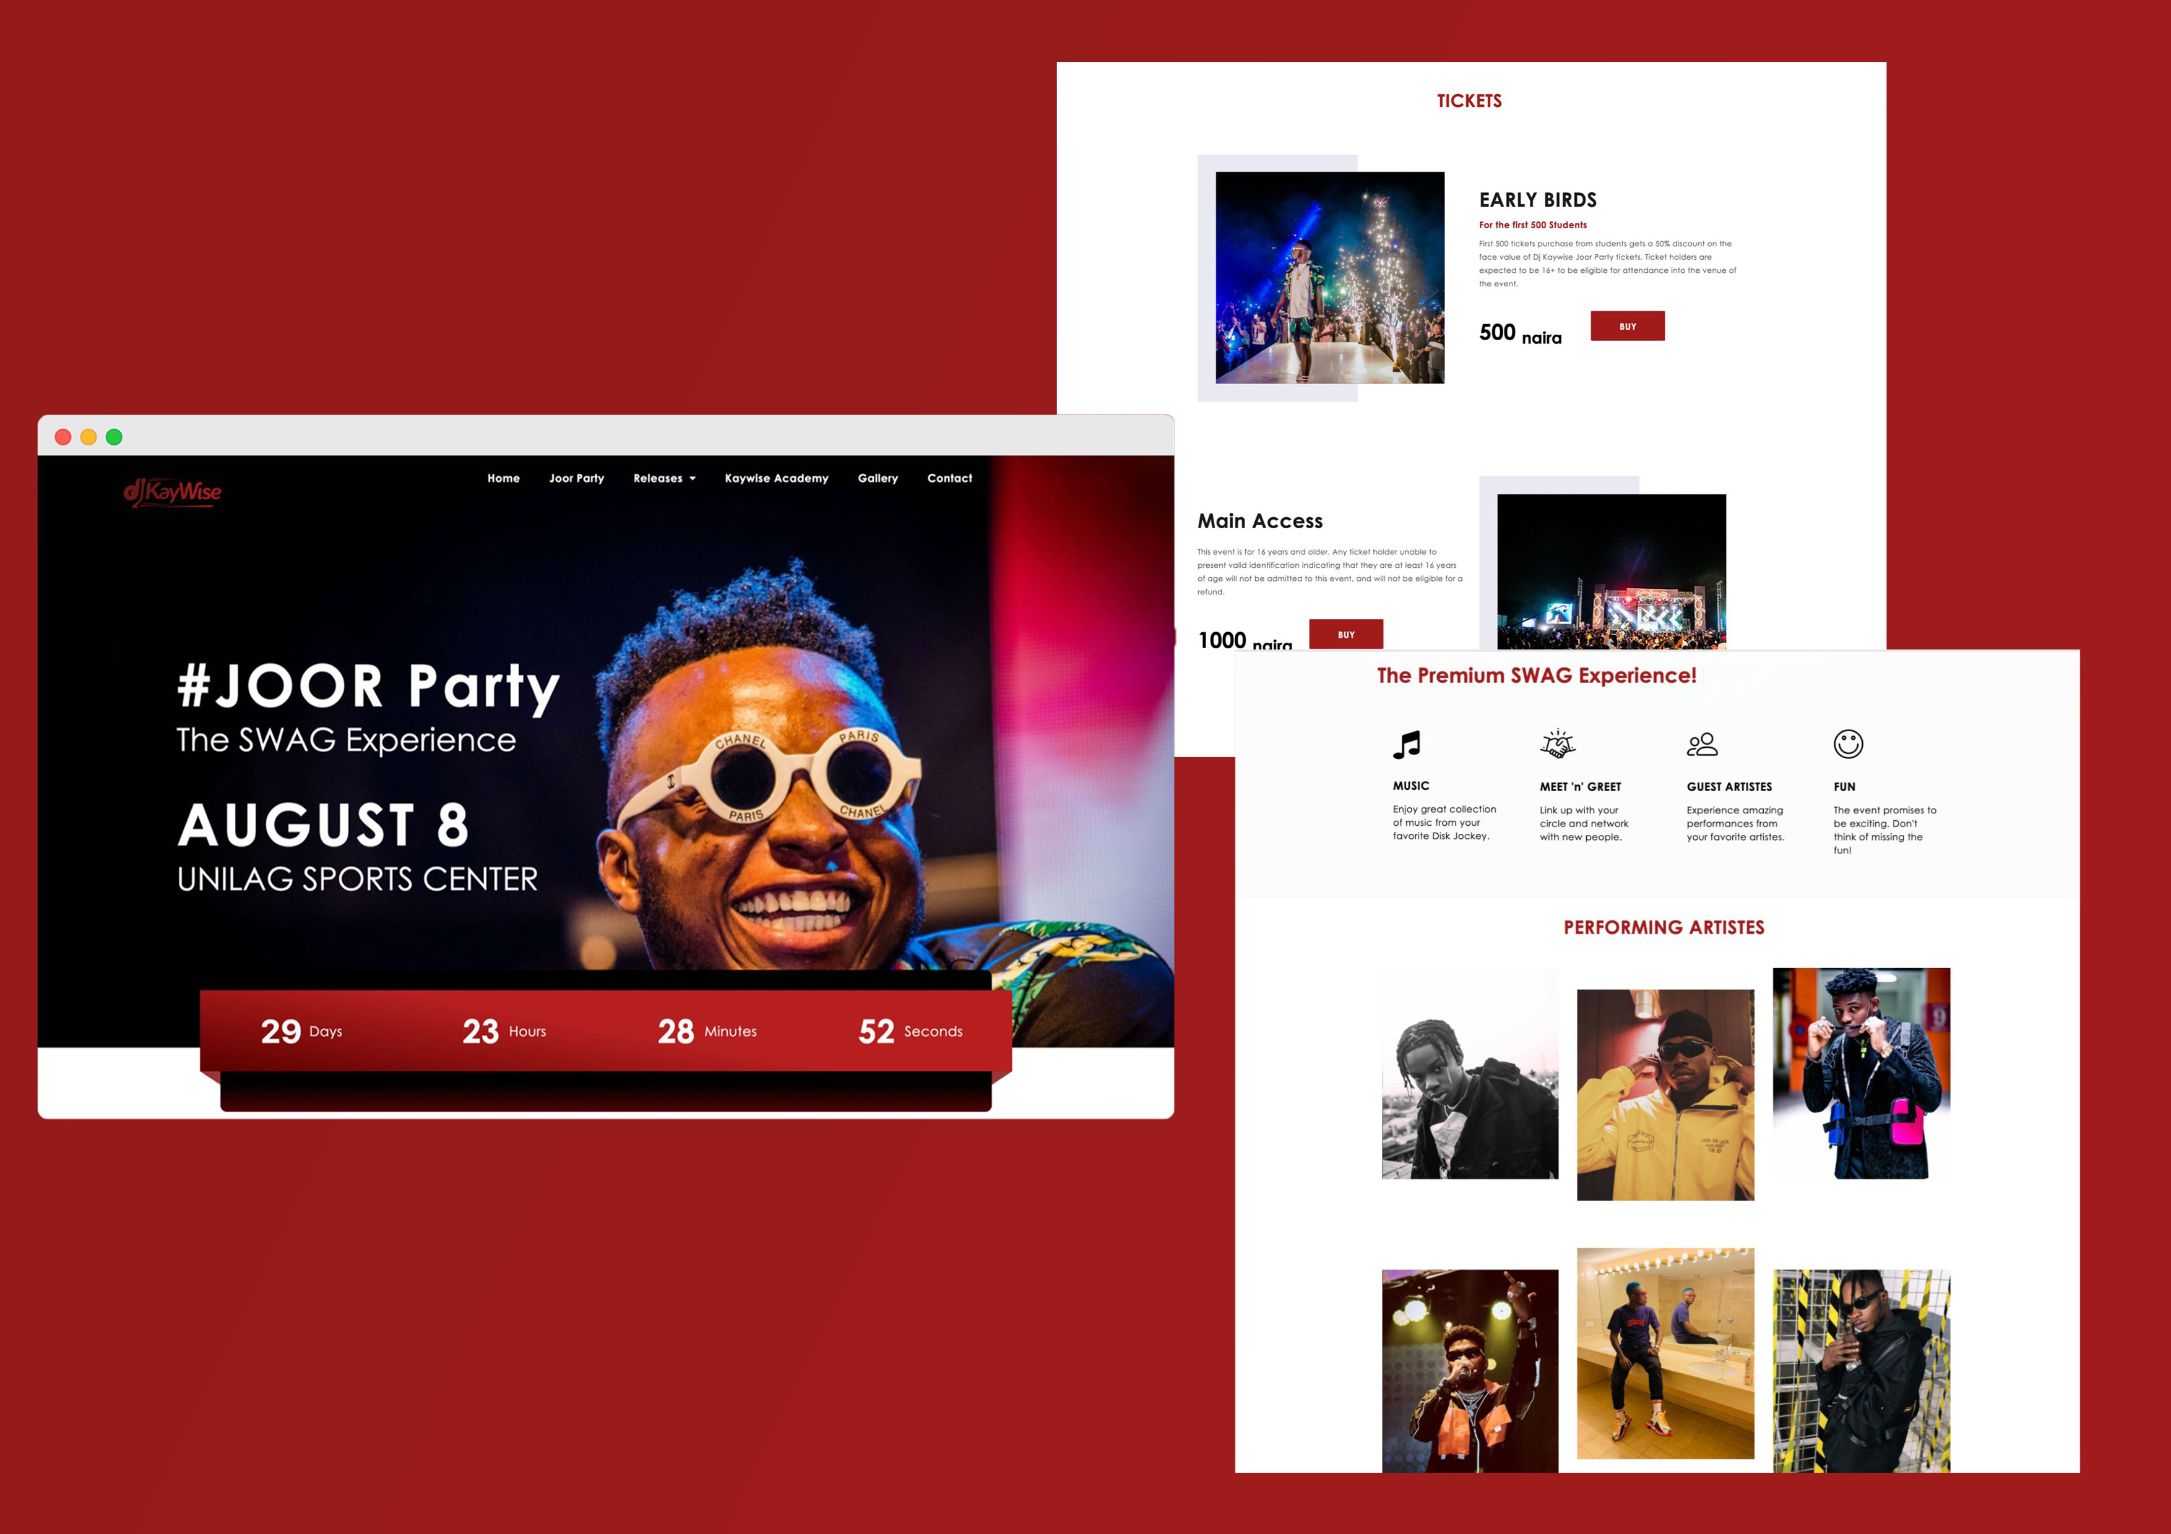 dj KayWise
Home Joor Party Releases Kaywise Academy Gallery Contact
#JOOR Party
The SWAG Experience
AUGUST 8
UNILAG SPORTS CENTER
CHANEL
PARIS
PARIS
CHANEL
29 Days 23 Hours 28 Minutes 52 Seconds
TICKETS
EARLY BIRDS
For the first 500 Students
First 500 tickets purchase from students gets a 50% discount on the
face value of Dj Kaywise Joor Party tickets. Ticket holders are
expected to be 16+ to be eligible for attendance into the venue of
the event.
500 naira
BUY
Main Access
This event is for 16 years and older. Any ticket holder unable to
present valid identification indicating that they are at least 16 years
of age will not be admitted to this event, and will not be eligible for a
refund.
1000 naira
BUY
The Premium SWAG Experience!
MUSIC
Enjoy great collection
of music from your
favorite Disk Jockey.
MEET 'n' GREET
Link up with your
circle and network
with new people.
GUEST ARTISTES
Experience amazing
performances from
your favorite artistes.
FUN
The event promises to
be exciting. Don't
think of missing the
fun!
PERFORMING ARTISTES
9